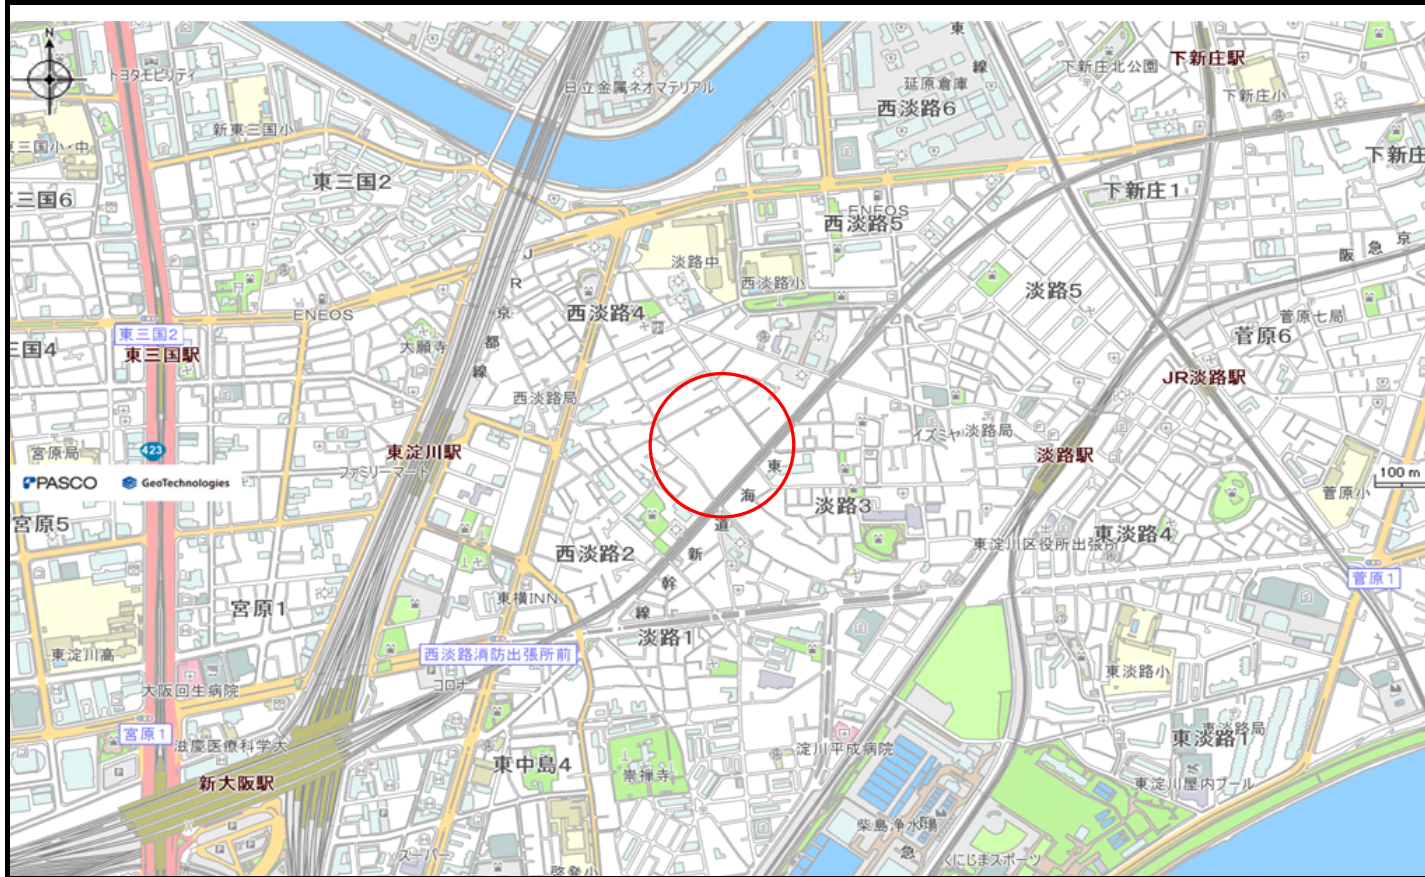 N
トヨタモビリティ
新東三国小
三国小・中
三国6
東三国2
日立金属ネオマテリアル
東
線
延原倉庫
西淡路6
下新庄北公園
下新庄駅
下新庄小
下新庄
下新庄1
ENEOS
西淡路5
淡路中
西淡路小
J
R
京
都
線
西淡路4
淡路5
阪
急
京
菅原七局
菅原6
ENEOS
東三国2
三国4
東三国駅
大願寺
西淡路局
JR淡路駅
423
宮原局
東淀川駅
ファミリーマート
イズミヤ
淡路局
淡路駅
PASCO
GeoTechnologies
100 m
菅原小
宮原5
東
海
道
新
幹
線
淡路3
東淀川区役所出張所
東淡路4
西淡路2
菅原1
宮原1
東横INN
淡路1
東淀川高
西淡路消防出張所前
東淡路小
大阪回生病院
コロナ
宮原1
滋慶医療科学大
新大阪駅
東中島4
崇禅寺
淀川平成病院
東淡路局
東淡路1
東淀川屋内プール
柴島浄水場
急
くにじまスポーツ
スーパー
啓発小